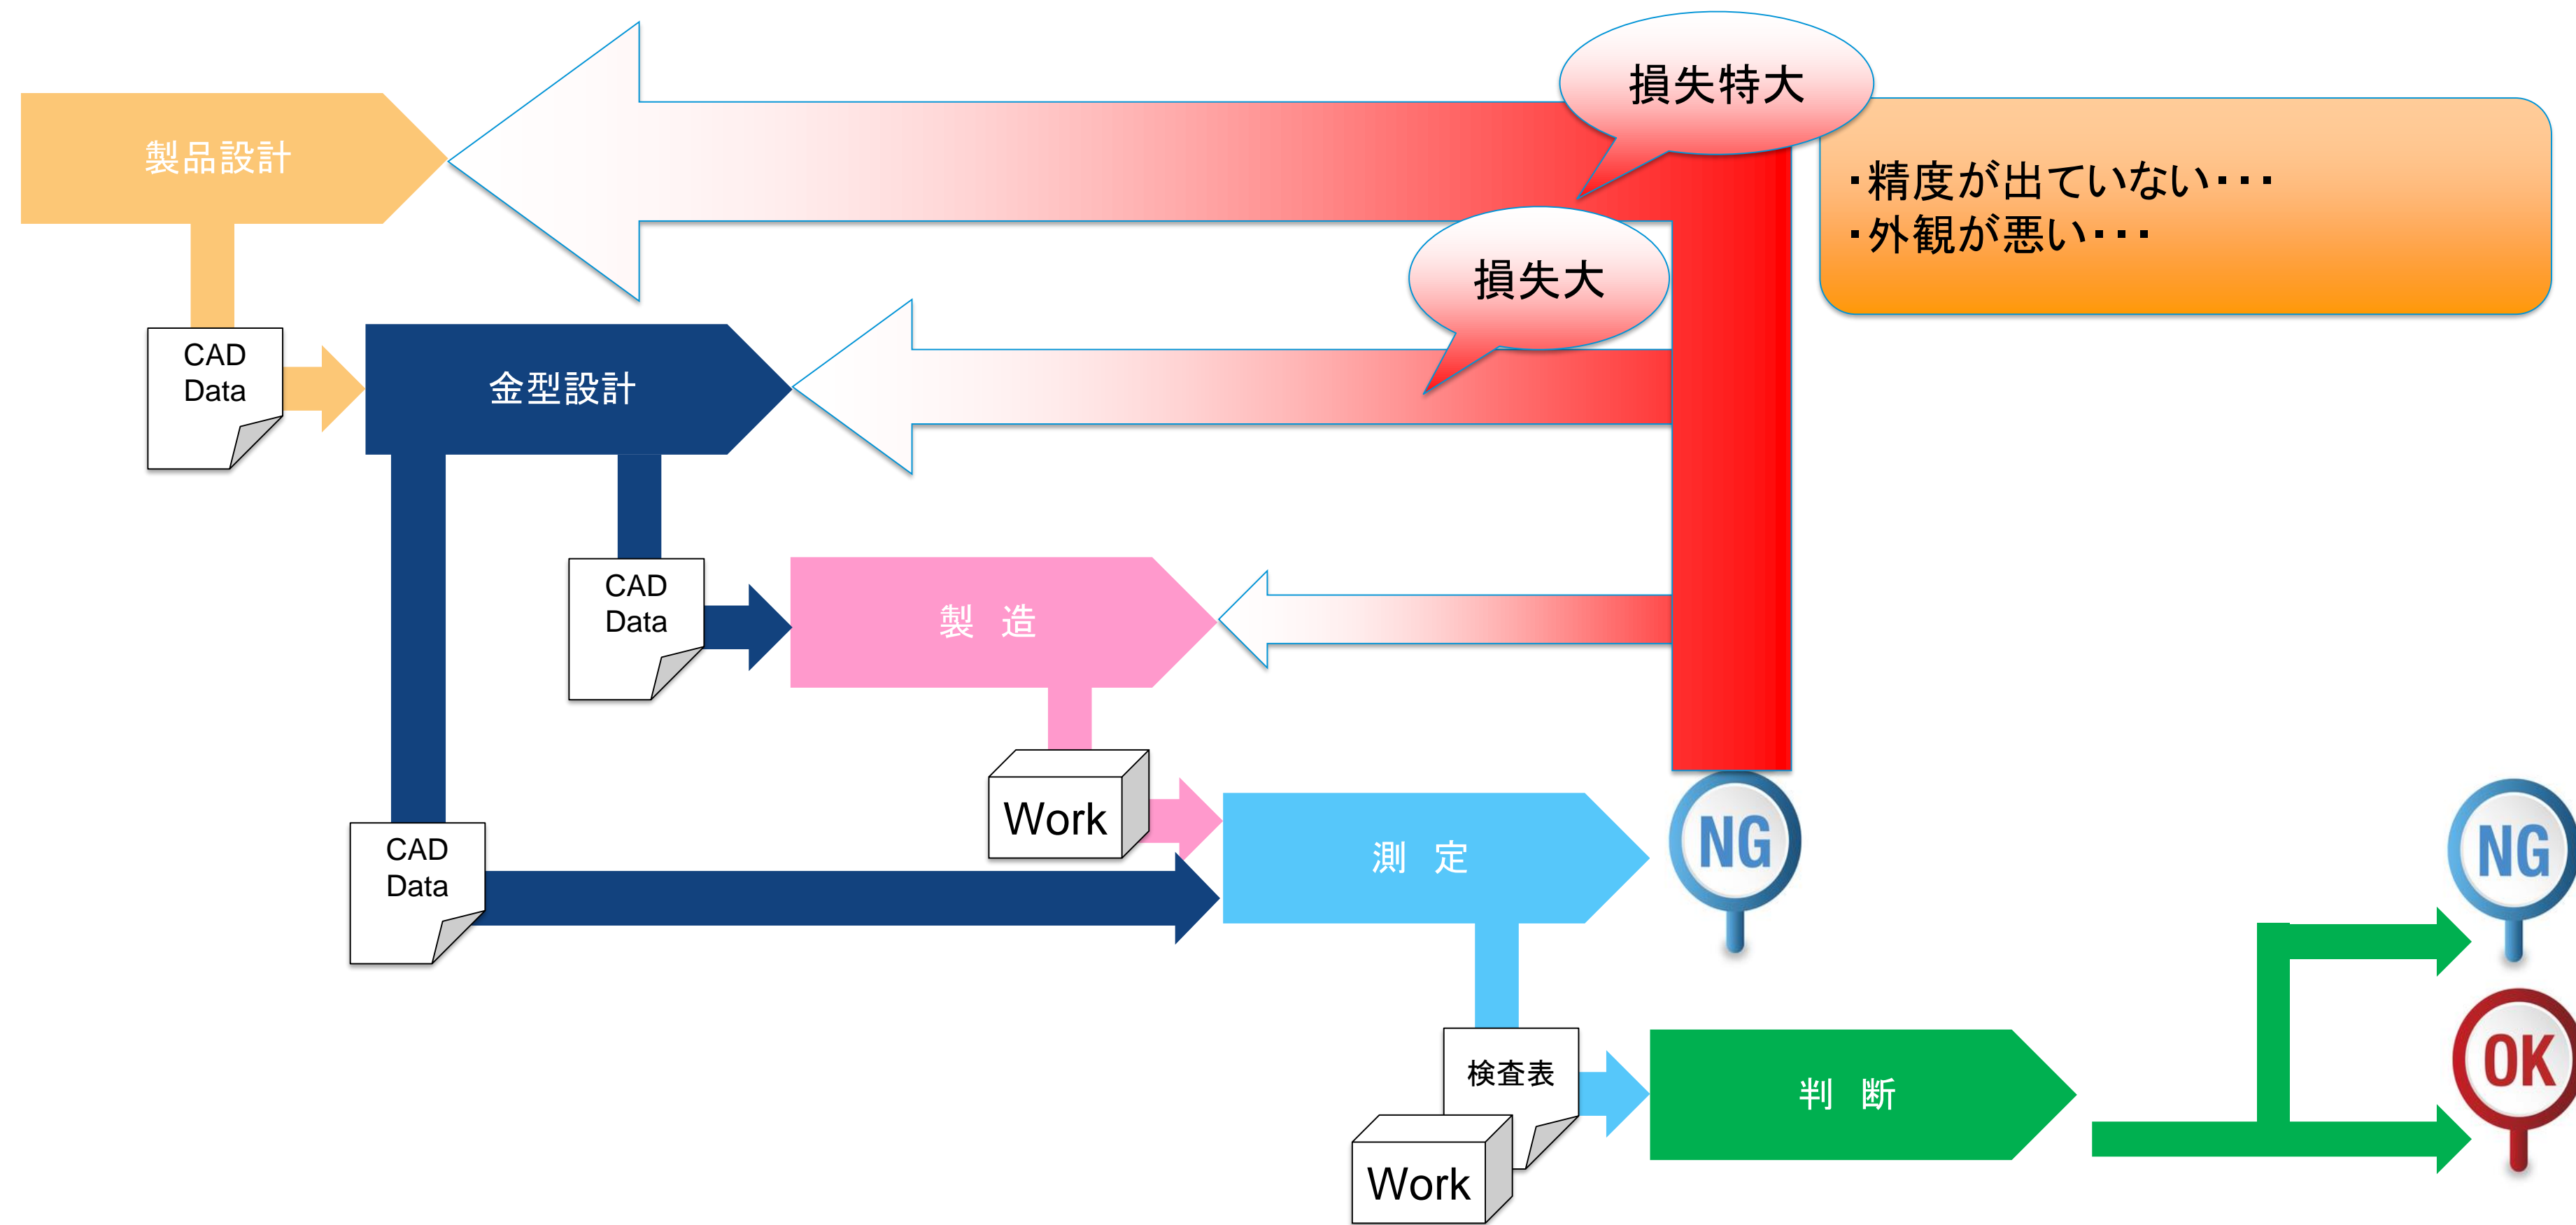 損失特大
製品設計
・精度が出ていない・・・
・外観が悪い・・・
損失大
CAD
Data
金型設計
CAD
Data
製　造
Work
CAD
Data
測　定
NG
NG
検査表
Work
判　断
OK